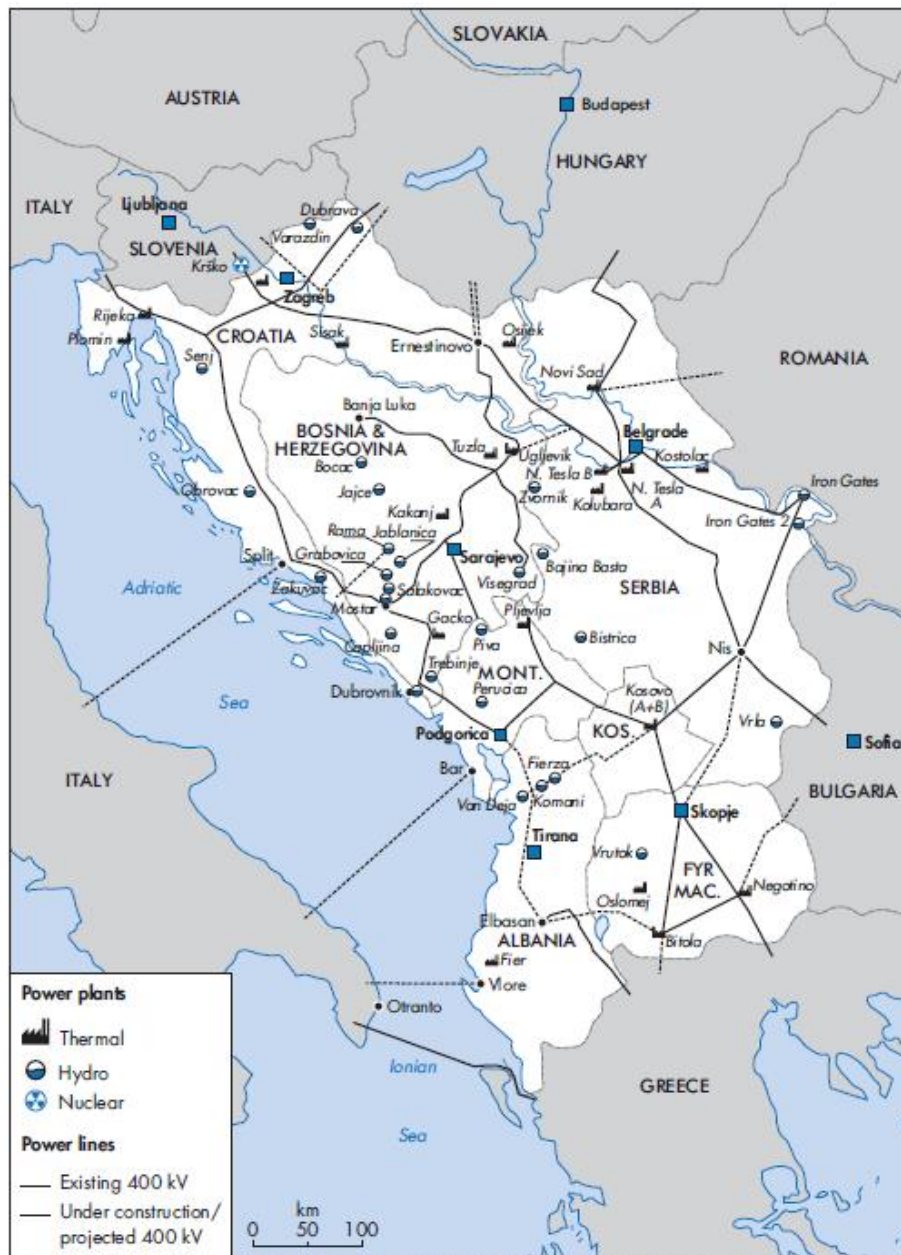 SLOVAKIA
AUSTRIA
Budapest
HUNGARY
ITALY
Ljubljana
Dubrava
Varazdin
SLOVENIA
Krško
Zagreb
Rijeka
CROATIA
Sisak
Osijek
Plomin
Ernestinovo
ROMANIA
Senj
Novi Sad
Banja Luka
BOSNIA &
HERZEGOVINA
Tuzla
Ugljevik
Belgrade
Kostolac
Bocac
N. Tesla B
Iron Gates
Jajce
Zvornik
N. Tesla
A
Obrovac
Kolubara
Kakanj
Iron Gates 2
Rama
Jablanica
Split
Grabovica
Sarajevo
Bajina Basta
Adriatic
Zakuvac
Salakovac
Visegrad
SERBIA
Mostar
Gacko
Pljevlja
Capljina
Piva
Bistrica
Nis
Trebinje
MONT.
Sea
Dubrovnik
Perucica
Kosovo
(A+B)
Podgorica
KOS.
Vrla
Sofia
Bar
Fierza
ITALY
BULGARIA
Van Deja
Komani
Skopje
Tirana
Vrutok
FYR
MAC.
Negotino
Oslomej
Elbasan
ALBANIA
Bitola
Fier
Vlore
Otranto
Ionian
GREECE
Sea
Power plants
Thermal
Hydro
Nuclear
Power lines
Existing 400 kV
Under construction/
projected 400 kV
km
0 50 100